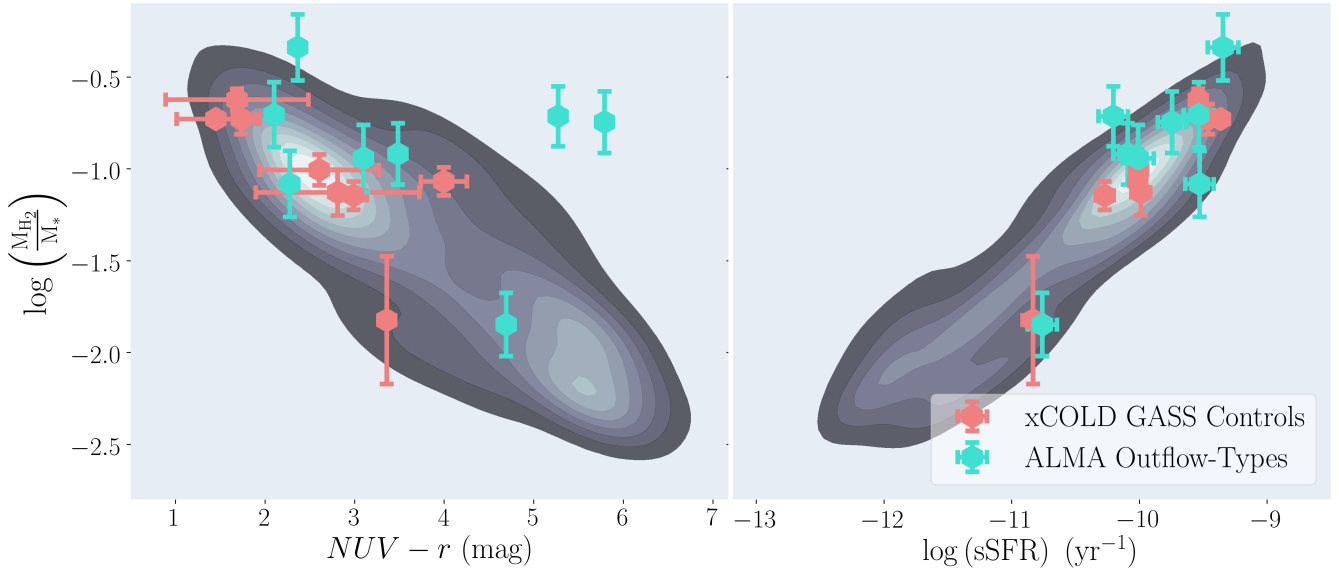 log (M_H2 / M_*)
−0.5
−1.0
−1.5
−2.0
−2.5
1 2 3 4 5 6 7
NUV − r (mag)
−13 −12 −11 −10 −9
log (sSFR) (yr⁻¹)
xCOLD GASS Controls
ALMA Outflow-Types